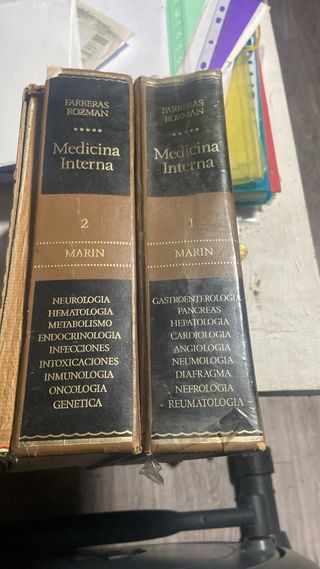 FARRERAS
ROZMAN
Medicina
Interna
2
MARIN
NEUROLOGIA
HEMATOLOGIA
METABOLISMO
ENDOCRINOLOGIA
INFECCIONES
INTOXICACIONES
INMUNOLOGIA
ONCOLOGIA
GENETICA
FARRERAS
ROZMAN
Medicina
Interna
1
MARIN
GASTROENTEROLOGIA
PANCREAS
HEPATOLOGIA
CARDIOLOGIA
ANGIOLOGIA
NEUMOLOGIA
DIAFRAGMA
NEFROLOGIA
REUMATOLOGIA